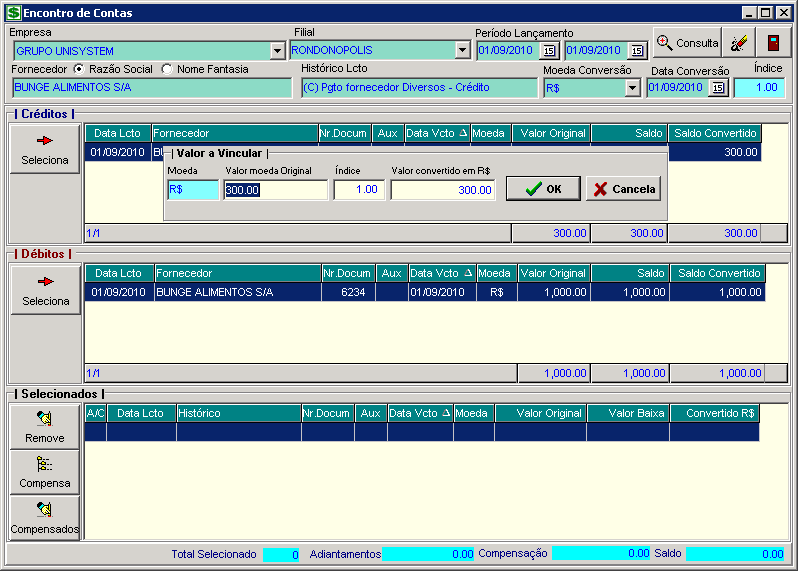 Encontro de Contas
Empresa
Filial
Período Lançamento
GRUPO UNISYSTEM
RONDONOPOLIS
01/09/2010 15 01/09/2010 15
Consulta
Fornecedor Razão Social Nome Fantasia
Histórico Lcto
Moeda Conversão
Data Conversão
Índice
BUNGE ALIMENTOS S/A
(C) Pgto fornecedor Diversos - Crédito
R$
01/09/2010 15
1.00
| Créditos |
Seleciona
Data Lcto Fornecedor Nr.Docum Aux Data Vcto Δ Moeda Valor Original Saldo Saldo Convertido
01/09/2010 300.00
| Valor a Vincular |
Moeda Valor moeda Original Índice Valor convertido em R$
R$ 300.00 1.00 300.00
OK
Cancela
1/1 300.00 300.00 300.00
| Débitos |
Seleciona
Data Lcto Fornecedor Nr.Docum Aux Data Vcto Δ Moeda Valor Original Saldo Saldo Convertido
01/09/2010 BUNGE ALIMENTOS S/A 6234 01/09/2010 R$ 1,000.00 1,000.00 1,000.00
1/1 1,000.00 1,000.00 1,000.00
| Selecionados |
Remove
Compensa
Compensados
A/C Data Lcto Histórico Nr.Docum Aux Data Vcto Δ Moeda Valor Original Valor Baixa Convertido R$
Total Selecionado 0 Adiantamentos 0.00 Compensação 0.00 Saldo 0.00